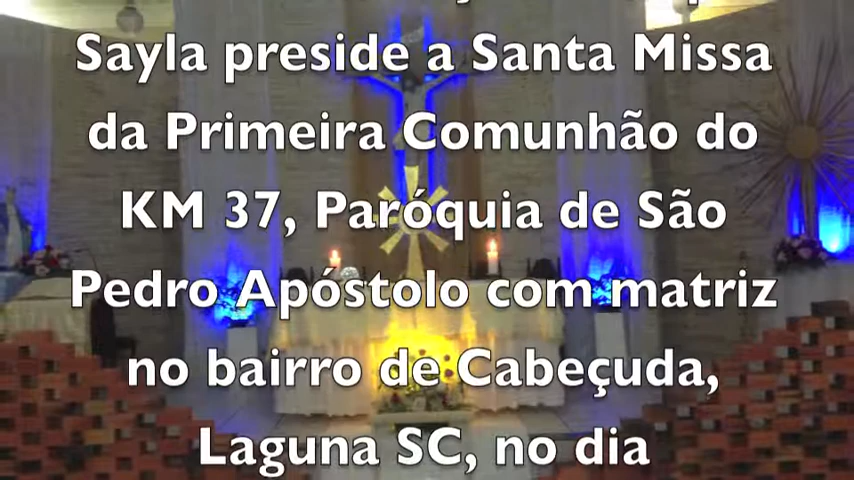 Sayla preside a Santa Missa
da Primeira Comunhão do
KM 37, Paróquia de São
Pedro Apóstolo com matriz
no bairro de Cabeçuda,
Laguna SC, no dia